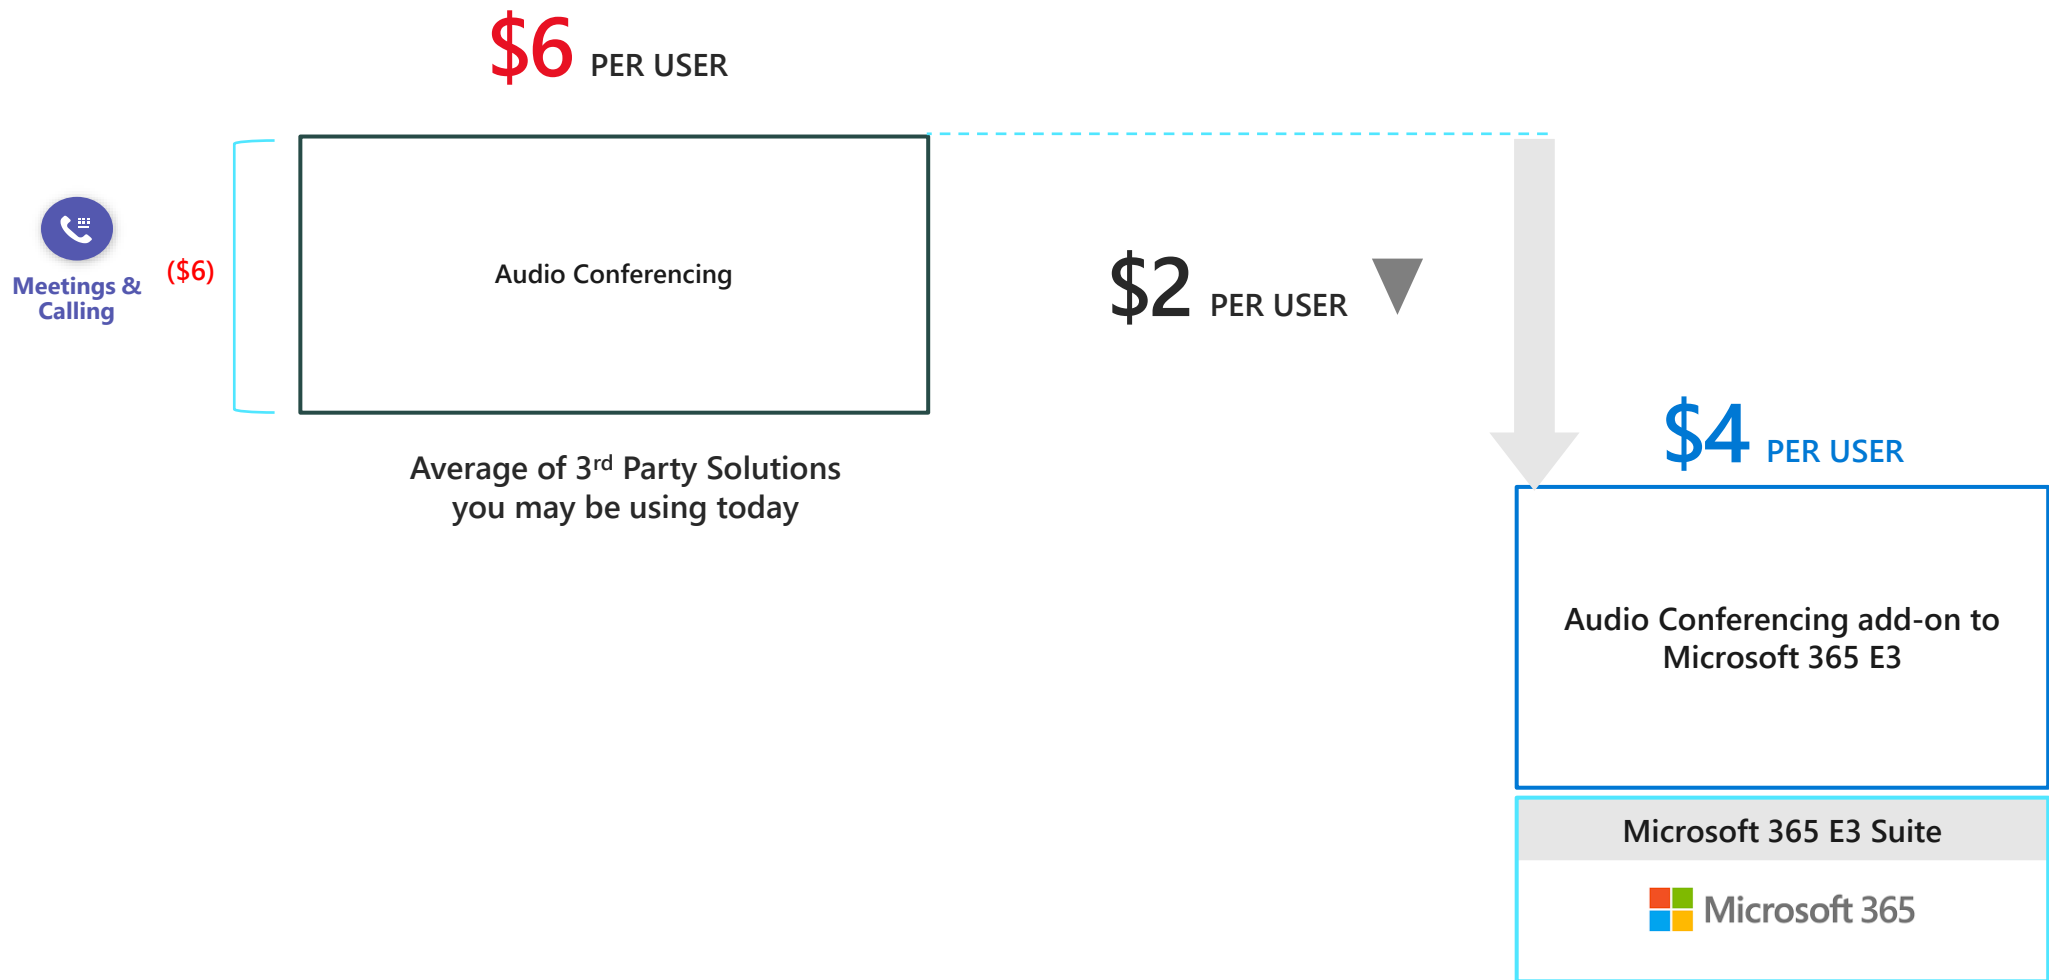 $6 PER USER
Meetings &
Calling
($6)
Audio Conferencing
$2 PER USER
Average of 3rd Party Solutions
you may be using today
$4 PER USER
Audio Conferencing add-on to
Microsoft 365 E3
Microsoft 365 E3 Suite
Microsoft 365